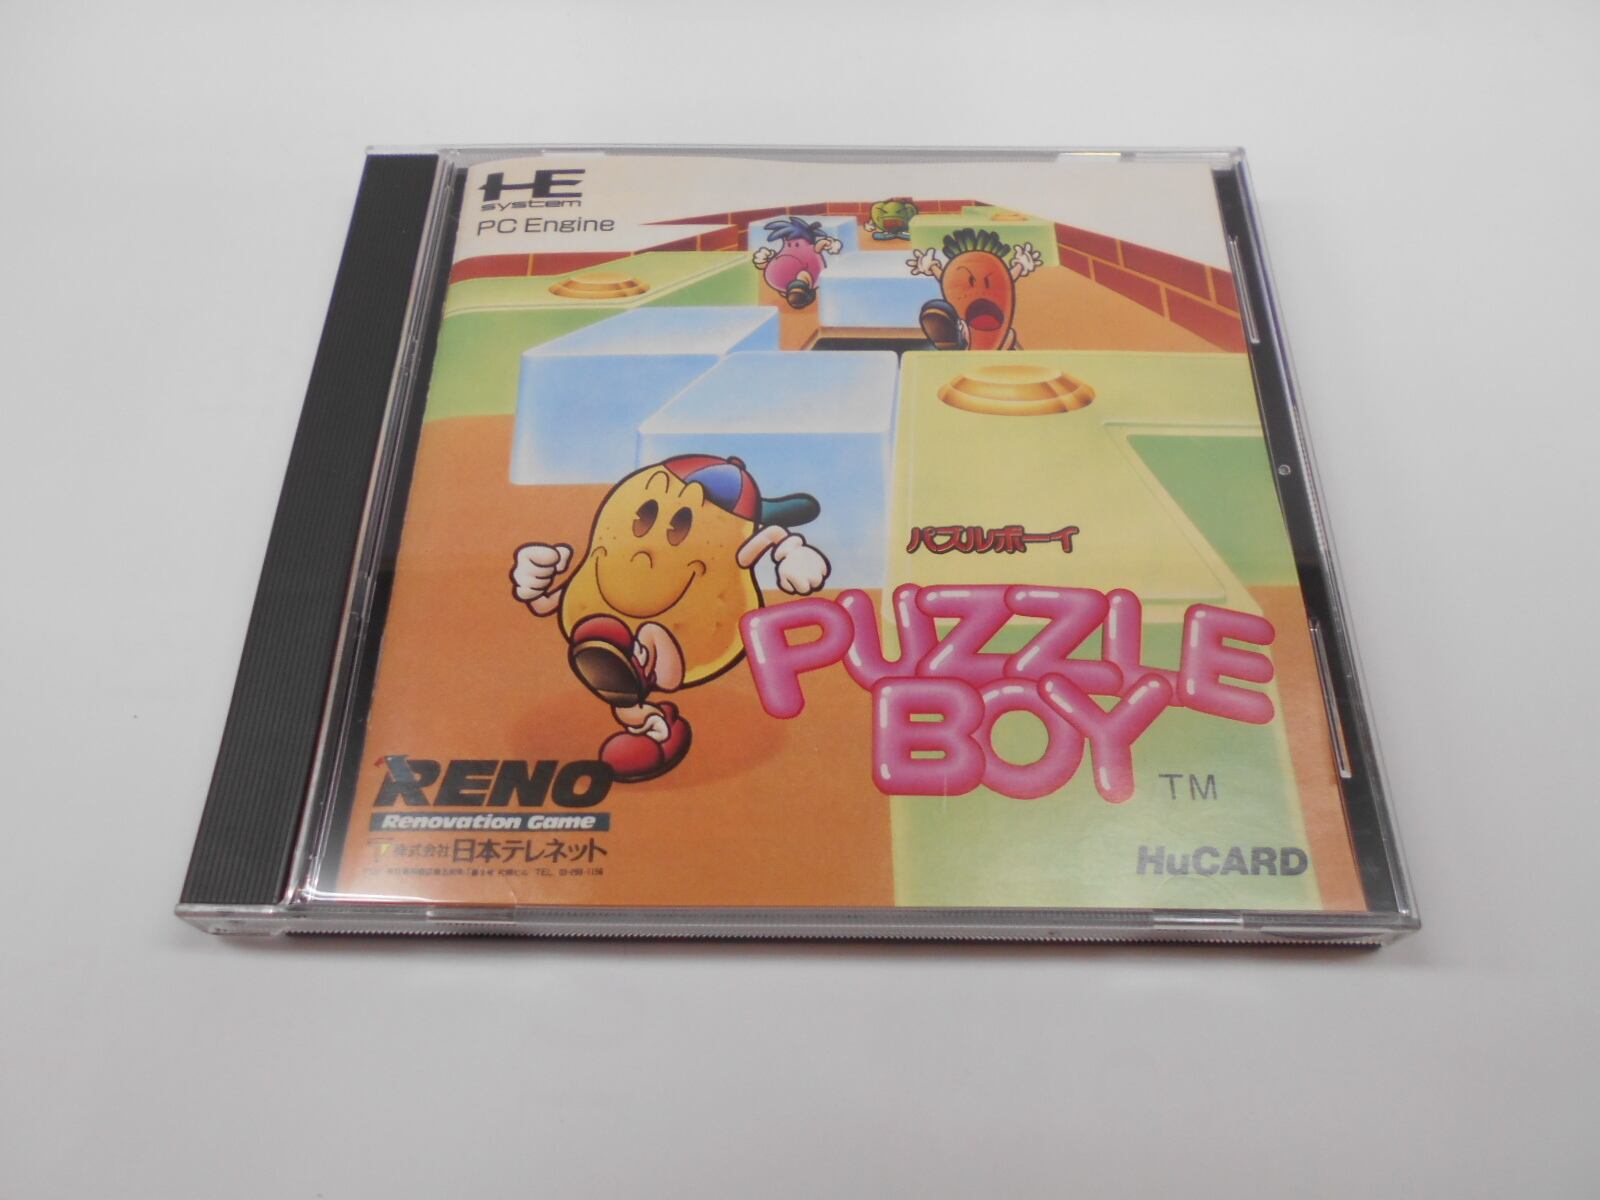 HE
system
PC Engine
パズルボーイ
PUZZLE
BOY
TM
RENO
Renovation Game
株式会社 日本テレネット
TEL
HuCARD